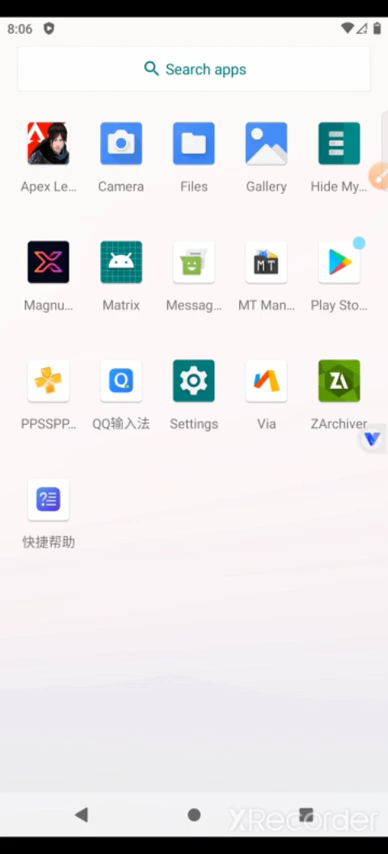 8:06
Search apps
Apex Le...
Camera
Files
Gallery
Hide My...
Magnu...
Matrix
Messag...
MT Man...
Play Sto...
PPSSPP...
QQ输入法
Settings
Via
ZArchiver
快捷帮助
XRecorder